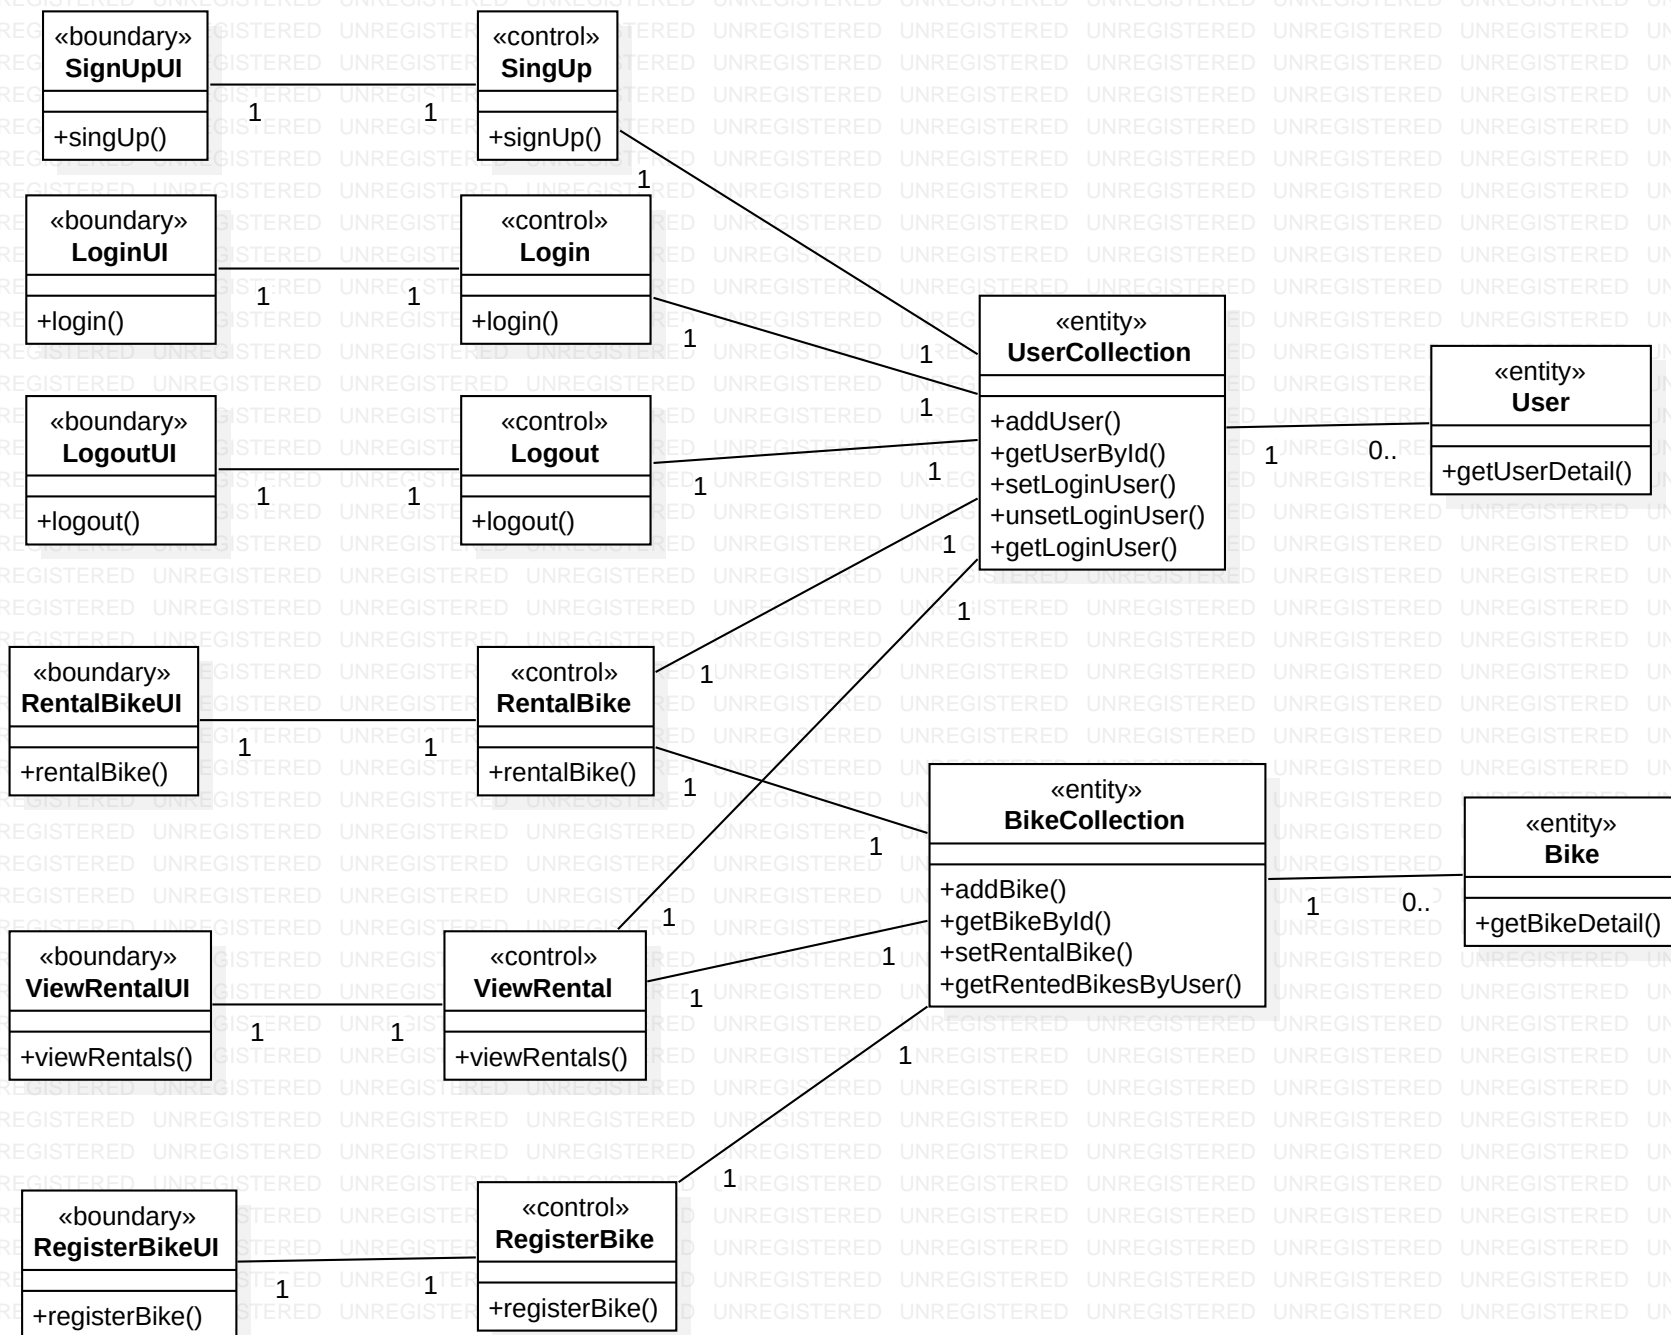 «boundary»
SignUpUI
+singUp()
1
1
«control»
SingUp
+signUp()
1
«boundary»
LoginUI
+login()
1
1
«control»
Login
+login()
1
1
«boundary»
LogoutUI
+logout()
1
1
«control»
Logout
+logout()
1
1
1
«entity»
UserCollection
+addUser()
+getUserById()
+setLoginUser()
+unsetLoginUser()
+getLoginUser()
1
0..
«entity»
User
+getUserDetail()
1
1
«boundary»
RentalBikeUI
+rentalBike()
1
1
«control»
RentalBike
+rentalBike()
1
1
1
«entity»
BikeCollection
+addBike()
+getBikeById()
+setRentalBike()
+getRentedBikesByUser()
1
0..
«entity»
Bike
+getBikeDetail()
«boundary»
ViewRentalUI
+viewRentals()
1
1
«control»
ViewRental
+viewRentals()
1
1
1
1
«boundary»
RegisterBikeUI
+registerBike()
1
1
«control»
RegisterBike
+registerBike()
1
UNREGISTERED